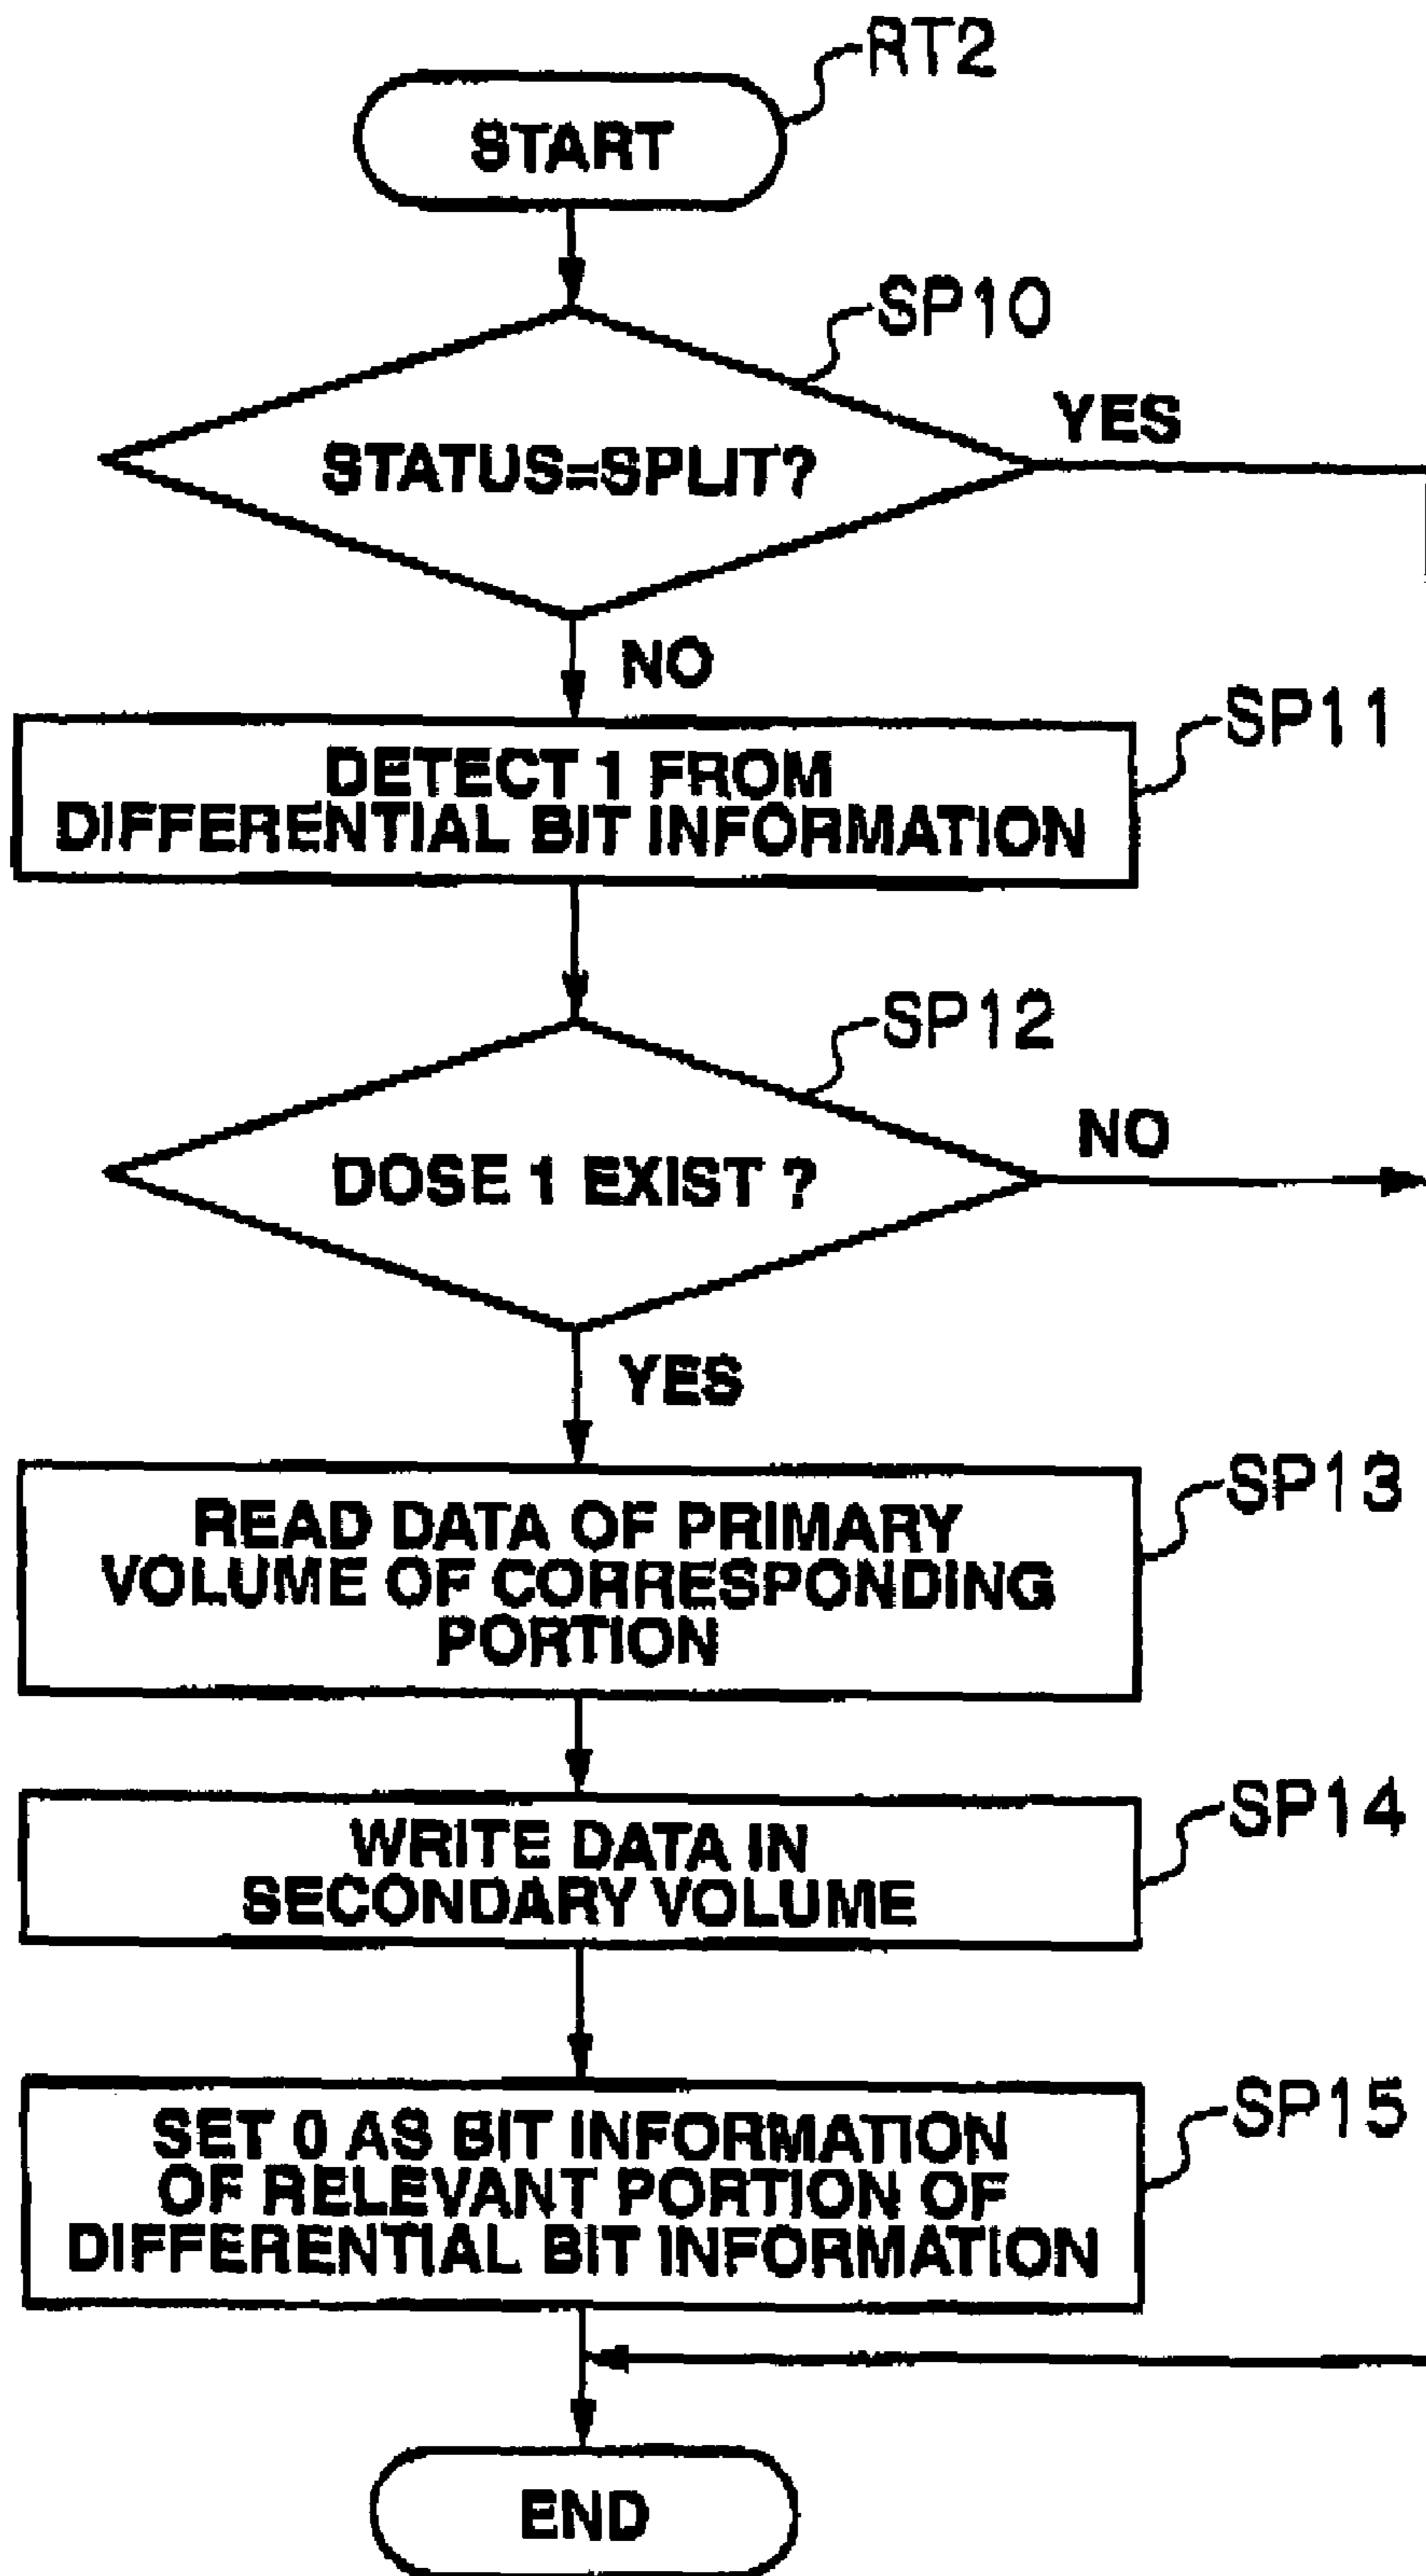 RT2
START
SP10
STATUS=SPLIT?
YES
NO
SP11
DETECT 1 FROM
DIFFERENTIAL BIT INFORMATION
SP12
DOSE 1 EXIST ?
NO
YES
SP13
READ DATA OF PRIMARY
VOLUME OF CORRESPONDING
PORTION
SP14
WRITE DATA IN
SECONDARY VOLUME
SP15
SET 0 AS BIT INFORMATION
OF RELEVANT PORTION OF
DIFFERENTIAL BIT INFORMATION
END